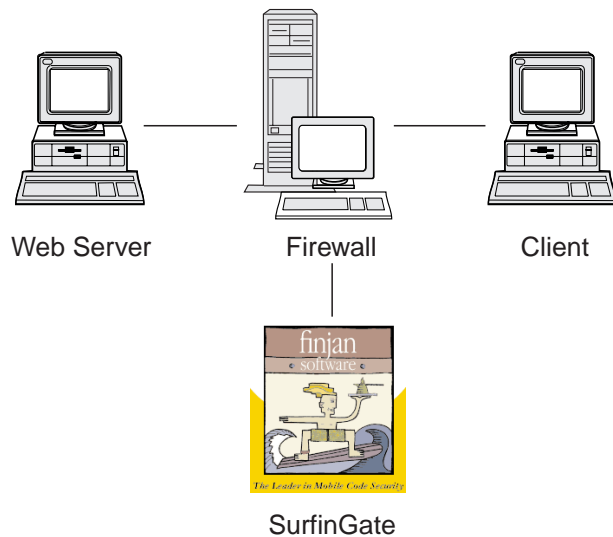 Web Server
Firewall
Client
finjan
software
The Leader in Mobile Code Security
SurfinGate